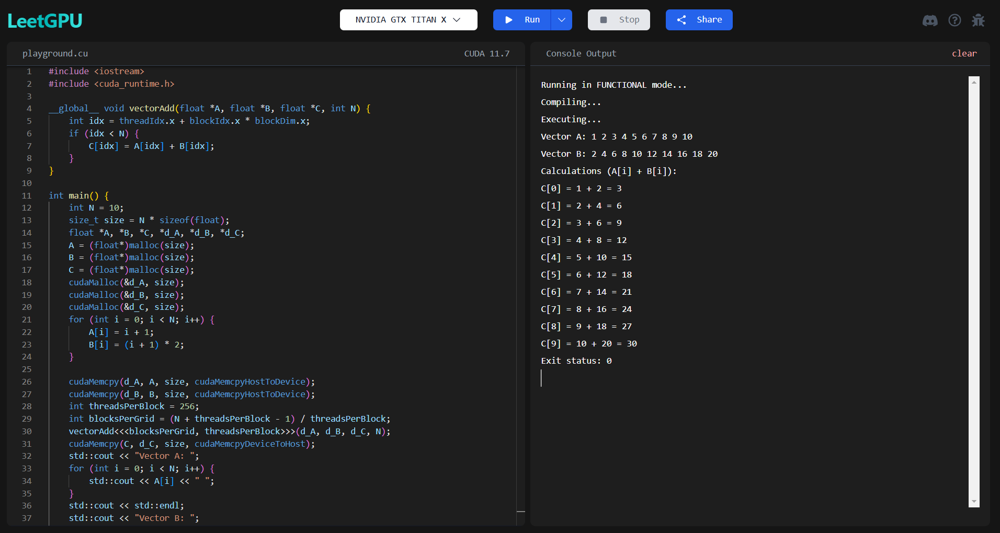 LeetGPU
NVIDIA GTX TITAN X
Run
Stop
Share
playground.cu
CUDA 11.7
1 #include <iostream>
2 #include <cuda_runtime.h>
3
4 __global__ void vectorAdd(float *A, float *B, float *C, int N) {
5     int idx = threadIdx.x + blockIdx.x * blockDim.x;
6     if (idx < N) {
7         C[idx] = A[idx] + B[idx];
8     }
9 }
10
11 int main() {
12     int N = 10;
13     size_t size = N * sizeof(float);
14     float *A, *B, *C, *d_A, *d_B, *d_C;
15     A = (float*)malloc(size);
16     B = (float*)malloc(size);
17     C = (float*)malloc(size);
18     cudaMalloc(&d_A, size);
19     cudaMalloc(&d_B, size);
20     cudaMalloc(&d_C, size);
21     for (int i = 0; i < N; i++) {
22         A[i] = i + 1;
23         B[i] = (i + 1) * 2;
24     }
25
26     cudaMemcpy(d_A, A, size, cudaMemcpyHostToDevice);
27     cudaMemcpy(d_B, B, size, cudaMemcpyHostToDevice);
28     int threadsPerBlock = 256;
29     int blocksPerGrid = (N + threadsPerBlock - 1) / threadsPerBlock;
30     vectorAdd<<<blocksPerGrid, threadsPerBlock>>>(d_A, d_B, d_C, N);
31     cudaMemcpy(C, d_C, size, cudaMemcpyDeviceToHost);
32     std::cout << "Vector A: ";
33     for (int i = 0; i < N; i++) {
34         std::cout << A[i] << " ";
35     }
36     std::cout << std::endl;
37     std::cout << "Vector B: ";
Console Output
clear
Running in FUNCTIONAL mode...
Compiling...
Executing...
Vector A: 1 2 3 4 5 6 7 8 9 10
Vector B: 2 4 6 8 10 12 14 16 18 20
Calculations (A[i] + B[i]):
C[0] = 1 + 2 = 3
C[1] = 2 + 4 = 6
C[2] = 3 + 6 = 9
C[3] = 4 + 8 = 12
C[4] = 5 + 10 = 15
C[5] = 6 + 12 = 18
C[6] = 7 + 14 = 21
C[7] = 8 + 16 = 24
C[8] = 9 + 18 = 27
C[9] = 10 + 20 = 30
Exit status: 0